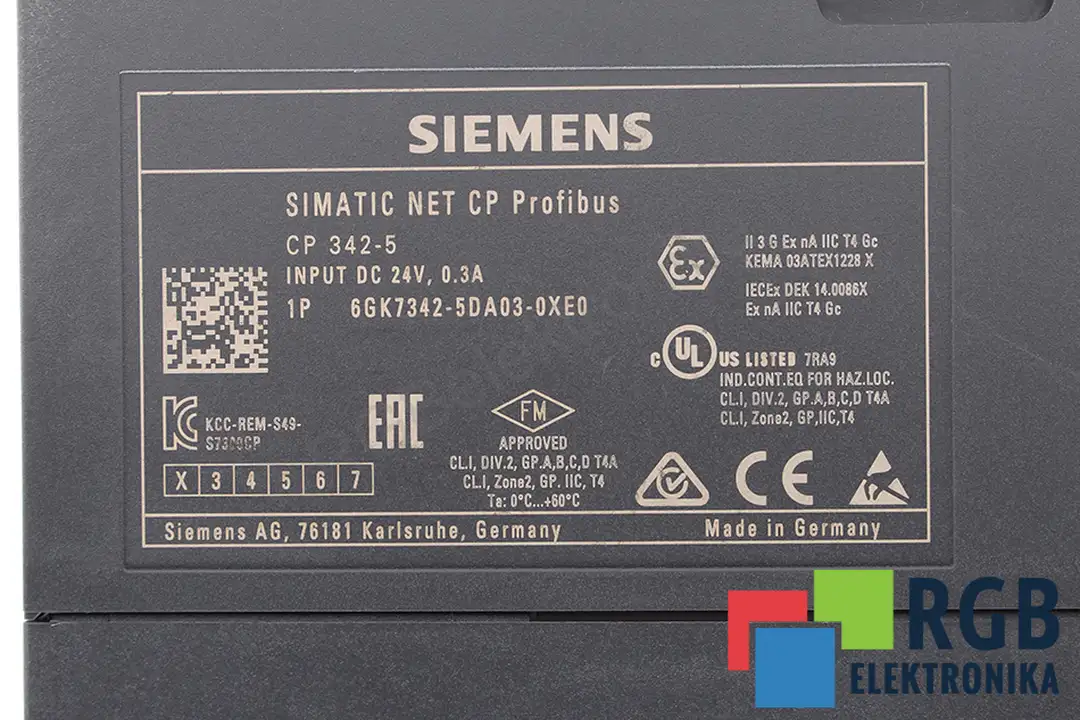 SIEMENS
SIMATIC NET CP Profibus
CP 342-5
INPUT DC 24V, 0.3A
1P 6GK7342-5DA03-0XE0
Ex
II 3 G Ex nA IIC T4 Gc
KEMA 03ATEX1228 X
IECEx DEK 14.0086X
Ex nA IIC T4 Gc
c UL US LISTED 7RA9
IND.CONT.EQ FOR HAZ.LOC.
CL.I, DIV.2, GP.A,B,C,D T4A
CL.I, Zone2, GP,IIC,T4
KCC-REM-S49-
EAC
FM
APPROVED
CL.I, DIV.2, GP.A,B,C,D T4A
CL.I, Zone2, GP. IIC, T4
Ta: 0°C...+60°C
X 3 4 5 6 7
CE
Siemens AG, 76181 Karlsruhe, Germany
Made in Germany
RGB
ELEKTRONIKA